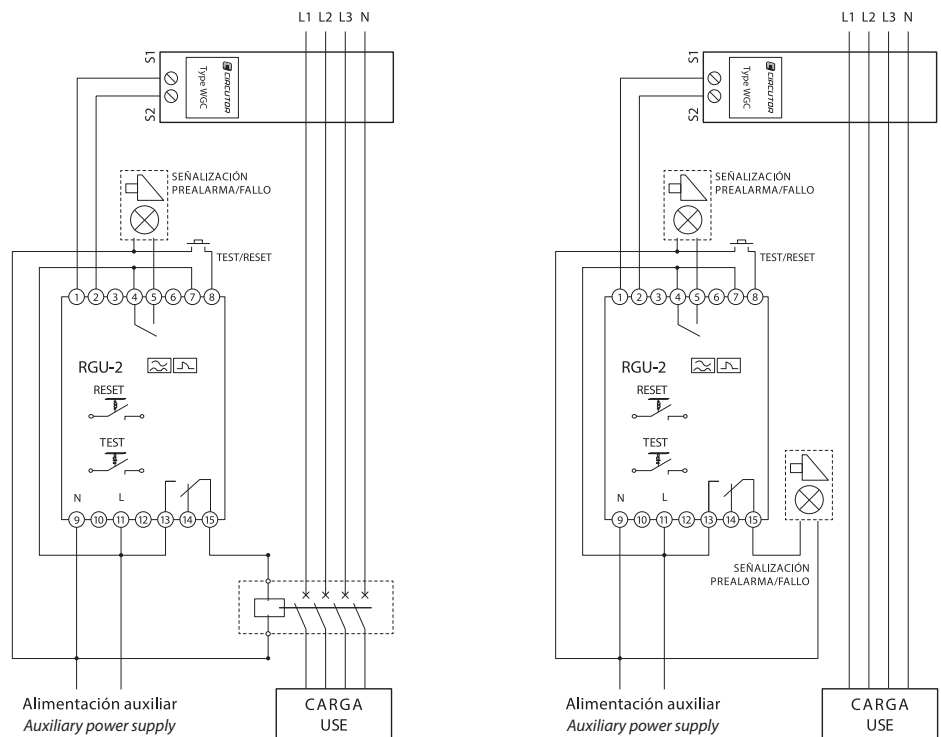 L1 L2 L3 N
S1
S2
CIRCUTOR
Type WGC
SEÑALIZACIÓN
PREALARMA/FALLO
TEST/RESET
1 2 3 4 5 6 7 8
RGU-2
RESET
TEST
N L
9 10 11 12 13 14 15
Alimentación auxiliar
Auxiliary power supply
CARGA
USE
L1 L2 L3 N
S1
S2
CIRCUTOR
Type WGC
SEÑALIZACIÓN
PREALARMA/FALLO
TEST/RESET
1 2 3 4 5 6 7 8
RGU-2
RESET
TEST
N L
9 10 11 12 13 14 15
SEÑALIZACIÓN
PREALARMA/FALLO
Alimentación auxiliar
Auxiliary power supply
CARGA
USE